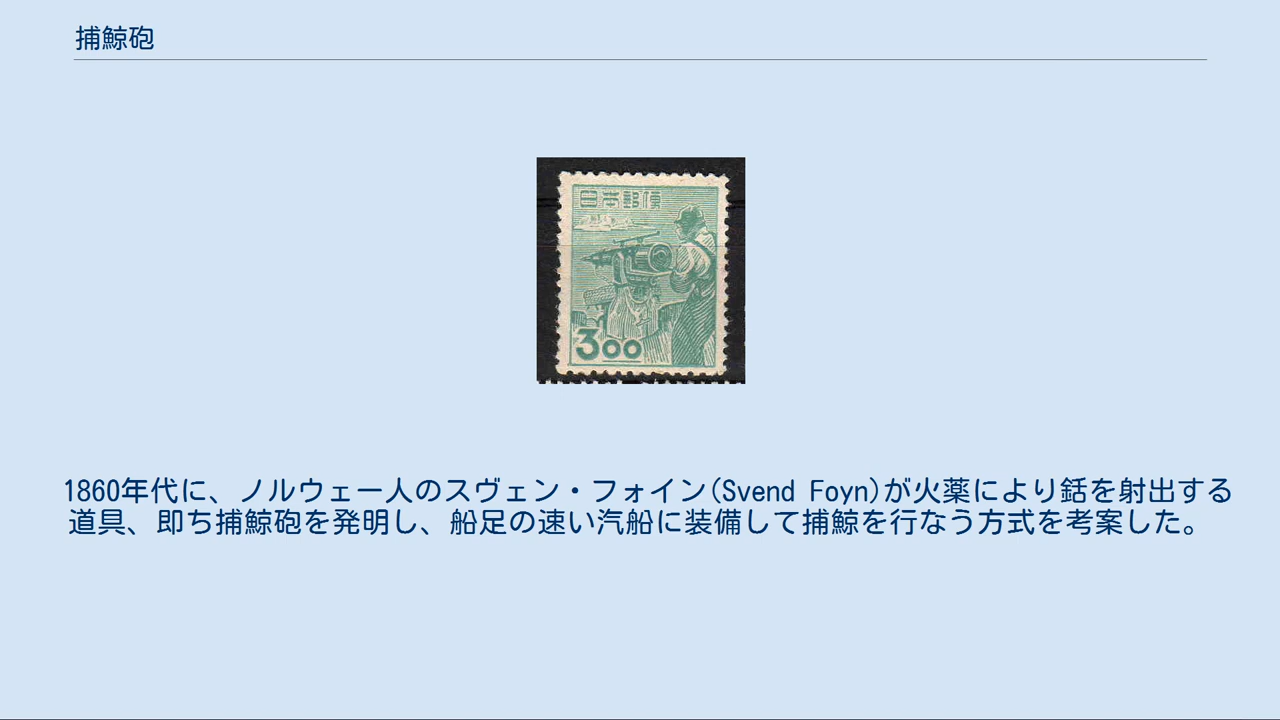 捕鯨砲
日本郵便
3oo
1860年代に、ノルウェー人のスヴェン・フォイン(Svend Foyn)が火薬により銛を射出する
道具、即ち捕鯨砲を発明し、船足の速い汽船に装備して捕鯨を行なう方式を考案した。